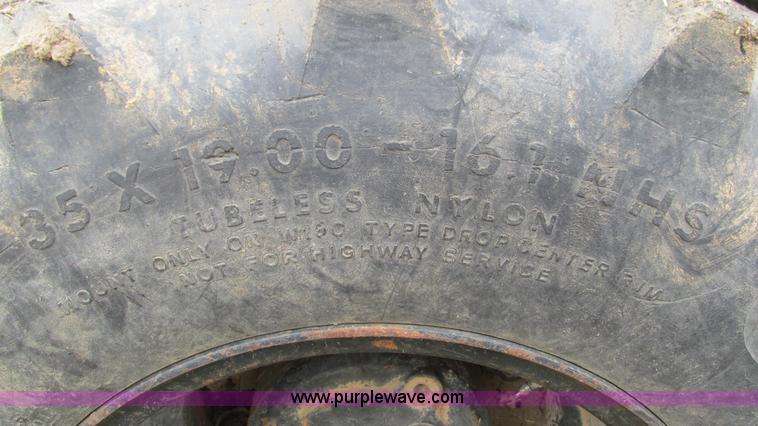 35 X 19.00 - 16.1 NHS
TUBELESS NYLON
MOUNT ONLY ON W16C TYPE DROP CENTER RIM
NOT FOR HIGHWAY SERVICE
www.purplewave.com